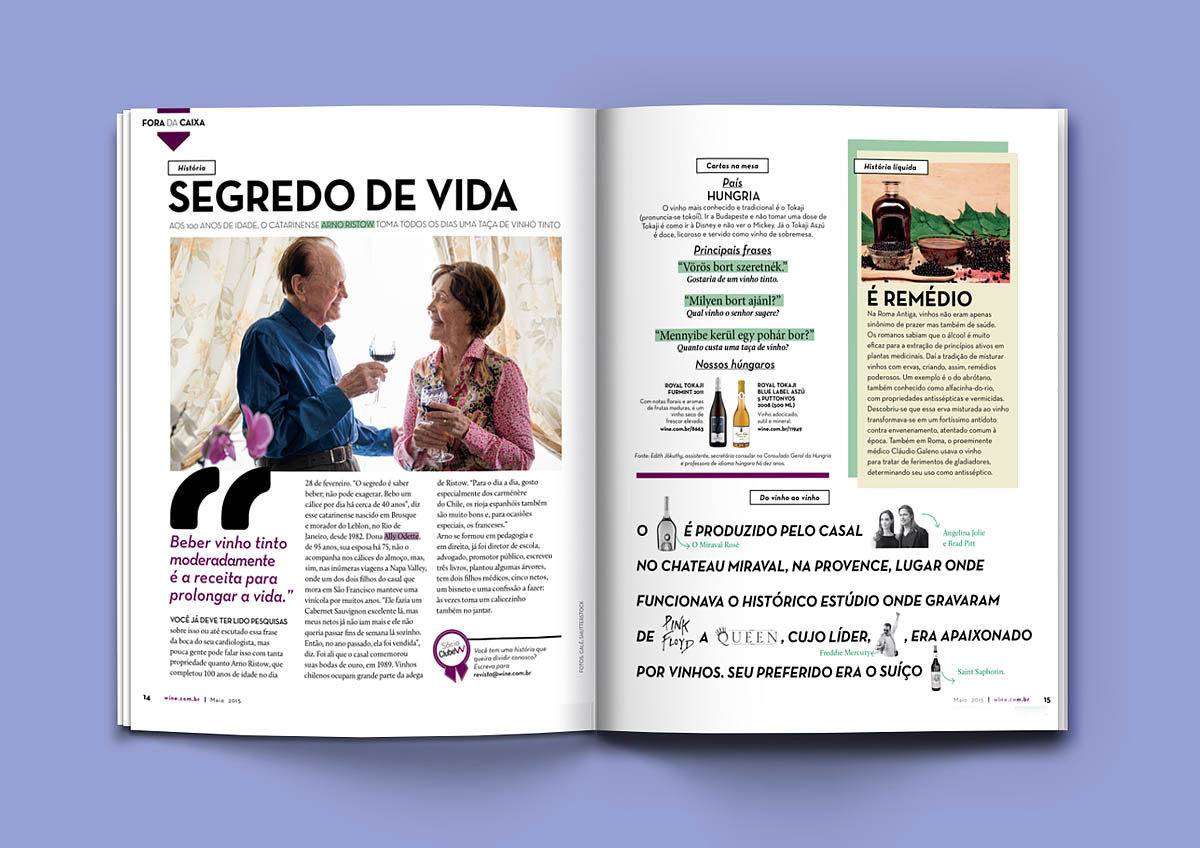 FORA DA CAIXA
História
SEGREDO DE VIDA
AOS 100 ANOS DE IDADE, O CATARINENSE ARNO RISTOW TOMA TODOS OS DIAS UMA TAÇA DE VINHO TINTO
“
Beber vinho tinto
moderadamente
é a receita para
prolongar a vida.”
VOCÊ JÁ DEVE TER LIDO PESQUISAS
sobre isso ou até escutado essa frase
da boca do seu cardiologista, mas
pouca gente pode falar isso com tanta
propriedade quanto Arno Ristow, que
completou 100 anos de idade no dia
28 de fevereiro. “O segredo é saber
beber; não pode exagerar. Bebo um
cálice por dia há cerca de 40 anos”, diz
esse catarinense nascido em Brusque
e morador do Leblon, no Rio de
Janeiro, desde 1982. Dona Ally Odette,
de 95 anos, sua esposa há 75, não o
acompanha nos cálices do almoço, mas,
sim, nas inúmeras viagens a Napa Valley,
onde um dos dois filhos do casal que
mora em São Francisco manteve uma
vinícola por muitos anos. “Ele fazia um
Cabernet Sauvignon excelente lá, mas
meus netos já não iam mais e ele não
queria passar fins de semana lá sozinho.
Então, no ano passado, ela foi vendida”,
diz. Foi ali que o casal comemorou
suas bodas de ouro, em 1989. Vinhos
chilenos ocupam grande parte da adega
de Ristow. “Para o dia a dia, gosto
especialmente dos carménère
do Chile, os rioja espanhóis também
são muito bons e, para ocasiões
especiais, os franceses.”
Arno se formou em pedagogia e
em direito, já foi diretor de escola,
advogado, promotor público, escreveu
três livros, plantou algumas árvores,
tem dois filhos médicos, cinco netos,
um bisneto e uma confissão a fazer:
às vezes toma um calicezinho
também no jantar.
Sócio
ClubeW
Você tem uma história que
queira dividir conosco?
Escreva para
revista@wine.com.br
FOTOS: CALÉ, SHUTTERSTOCK
14 wine.com.br | Maio 2015
Cartas na mesa
País
HUNGRIA
O vinho mais conhecido e tradicional é o Tokaji
(pronuncia-se tokoíi). Ir a Budapeste e não tomar uma dose de
Tokaji é como ir à Disney e não ver o Mickey. Já o Tokaji Aszú
é doce, licoroso e servido como vinho de sobremesa.
Principais frases
“Vörös bort szeretnék.”
Gostaria de um vinho tinto.
“Milyen bort ajánl?”
Qual vinho o senhor sugere?
“Mennyibe kerül egy pohár bor?”
Quanto custa uma taça de vinho?
Nossos húngaros
ROYAL TOKAJI
FURMINT 2011
Com notas florais e aromas
de frutas maduras, é um
vinho seco de
frescor elevado.
wine.com.br/8663
ROYAL TOKAJI
BLUE LABEL ASZÚ
5 PUTTONYOS
2008 (500 ML)
Vinho adocicado,
sutil e mineral.
wine.com.br/11949
Fonte: Edith Jókuthy, assistente, secretária consular no Consulado Geral da Hungria
e professora de idioma húngaro há dez anos.
História líquida
É REMÉDIO
Na Roma Antiga, vinhos não eram apenas
sinônimo de prazer mas também de saúde.
Os romanos sabiam que o álcool é muito
eficaz para a extração de princípios ativos em
plantas medicinais. Daí a tradição de misturar
vinhos com ervas, criando, assim, remédios
poderosos. Um exemplo é o do abrótano,
também conhecido como alfacinha-do-rio,
com propriedades antissépticas e vermicidas.
Descobriu-se que essa erva misturada ao vinho
transformava-se em um fortíssimo antídoto
contra envenenamento, atentado comum à
época. Também em Roma, o proeminente
médico Cláudio Galeno usava o vinho
para tratar de ferimentos de gladiadores,
determinando seu uso como antisséptico.
Do vinho ao vinho
O É PRODUZIDO PELO CASAL
O Miraval Rosé
Angelina Jolie
e Brad Pitt
NO CHATEAU MIRAVAL, NA PROVENCE, LUGAR ONDE
FUNCIONAVA O HISTÓRICO ESTÚDIO ONDE GRAVARAM
DE PINK FLOYD A QUEEN, CUJO LÍDER, , ERA APAIXONADO
Freddie Mercury
POR VINHOS. SEU PREFERIDO ERA O SUÍÇO
Saint Saphorin.
Maio 2015 | wine.com.br 15